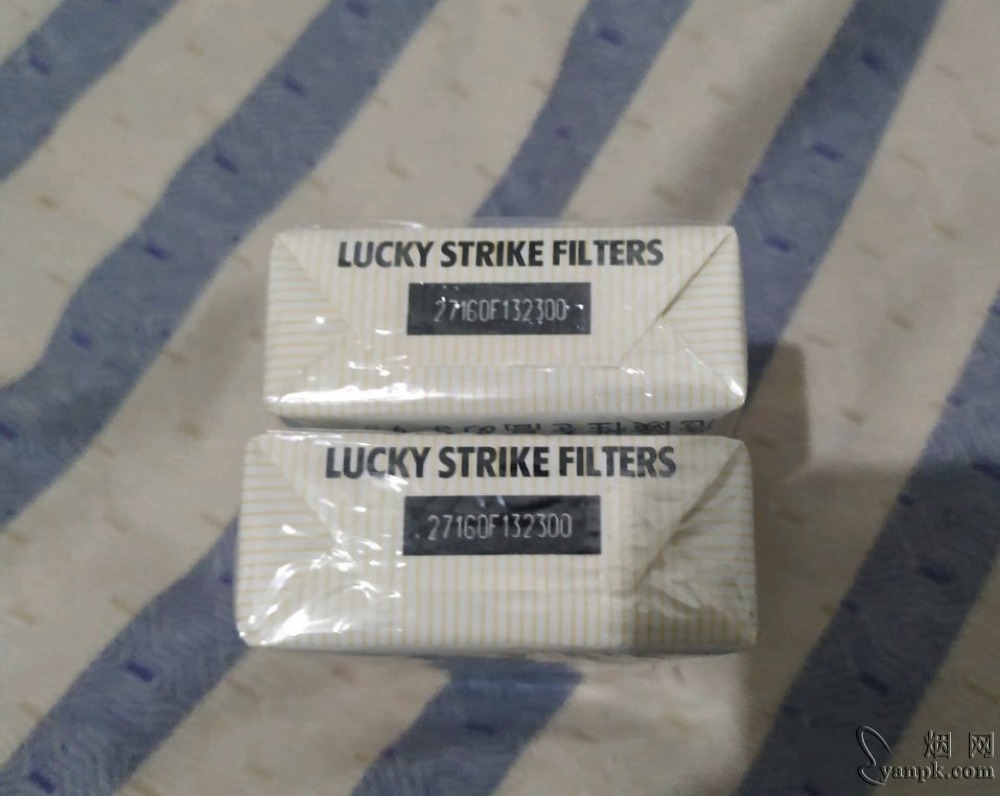 LUCKY STRIKE FILTERS
27160F132300
LUCKY STRIKE FILTERS
27160F132300
烟 网
yanpk.com